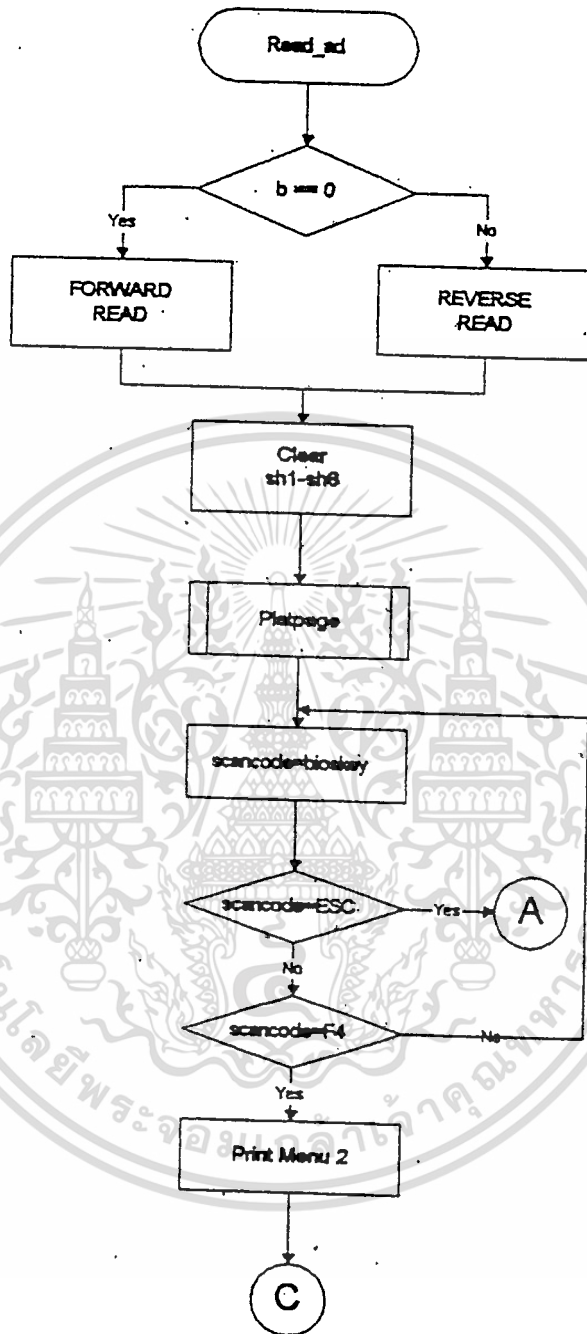 Read_ad
b == 0
Yes
No
FORWARD
READ
REVERSE
READ
Clear
sh1-sh8
Plotpage
scancode=bioskey
scancode=ESC
Yes
A
No
scancode=F4
No
Yes
Print Menu 2
C